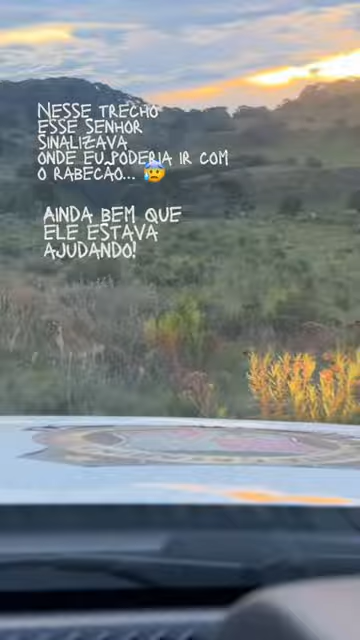 NESSE TRECHO
ESSE SENHOR
SINALIZAVA
ONDE EU PODERIA IR COM
O RABECÃO... 😰
AINDA BEM QUE
ELE ESTAVA
AJUDANDO!